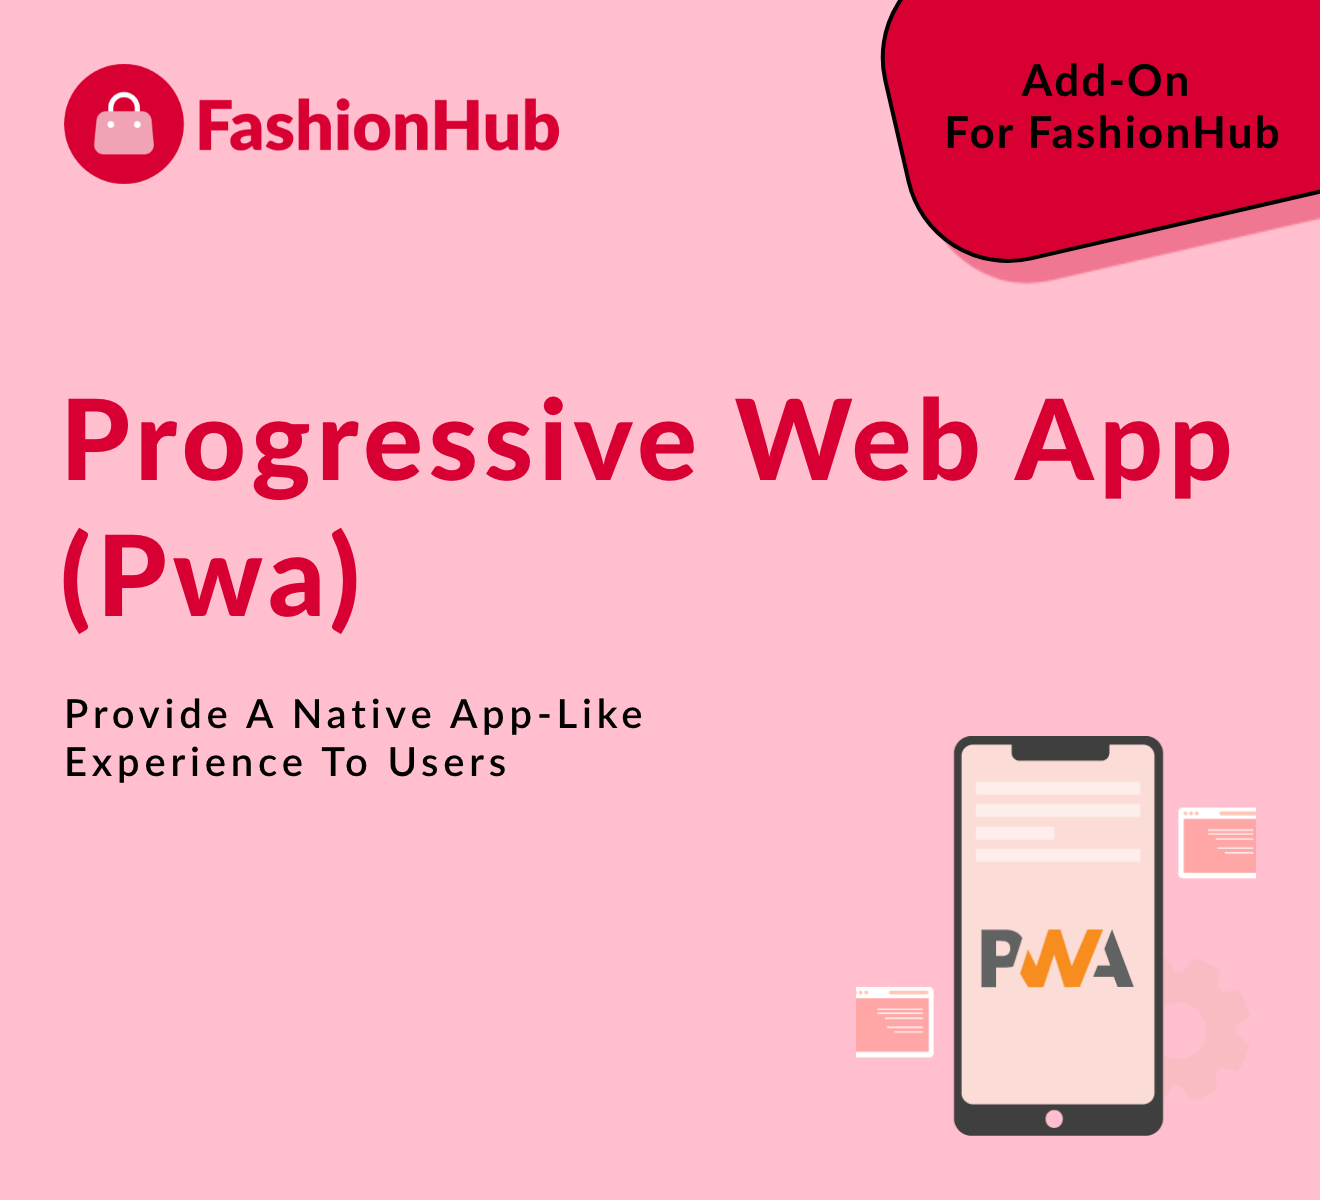 FashionHub
Add-On
For FashionHub
Progressive Web App
(Pwa)
Provide A Native App-Like
Experience To Users
PWA